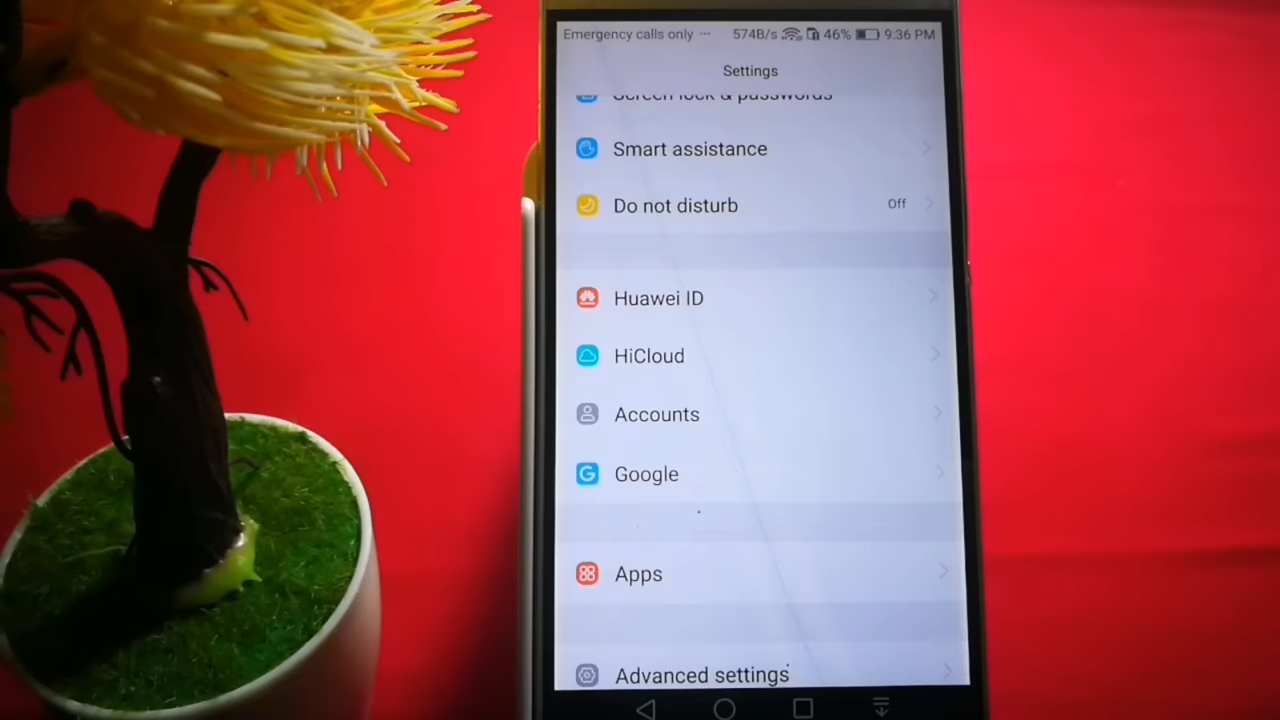 Emergency calls only ··· 574B/s 46% 9:36 PM
Settings
Screen lock & passwords
Smart assistance
Do not disturb Off
Huawei ID
HiCloud
Accounts
Google
Apps
Advanced settings